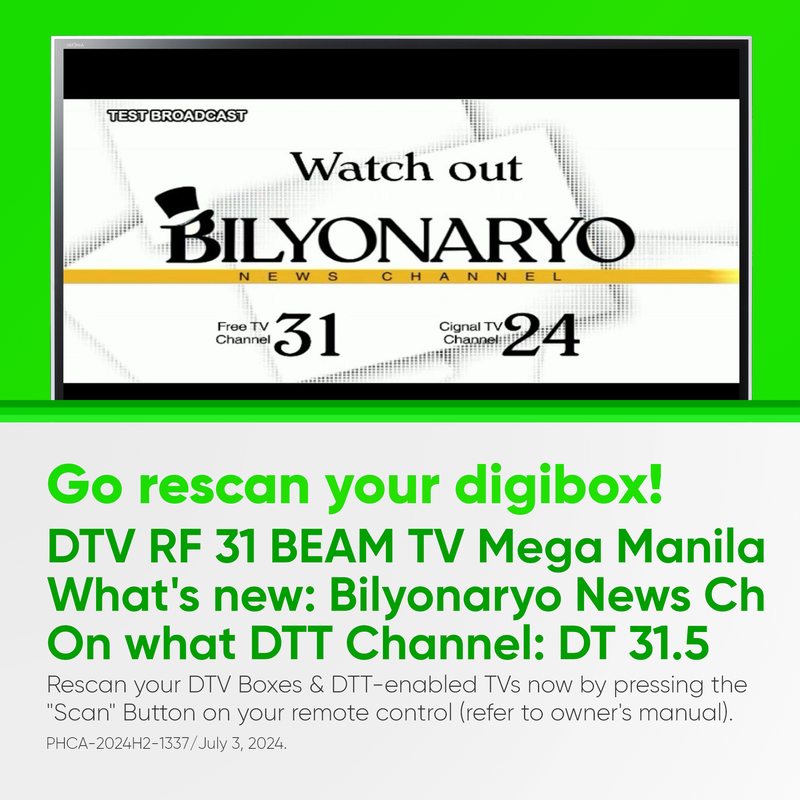 TEST BROADCAST
Watch out
BILYONARYO
NEWS CHANNEL
Free TV Channel 31
Cignal TV Channel 24
Go rescan your digibox!
DTV RF 31 BEAM TV Mega Manila
What's new: Bilyonaryo News Ch
On what DTT Channel: DT 31.5
Rescan your DTV Boxes & DTT-enabled TVs now by pressing the
"Scan" Button on your remote control (refer to owner's manual).
PHCA-2024H2-1337/July 3, 2024.